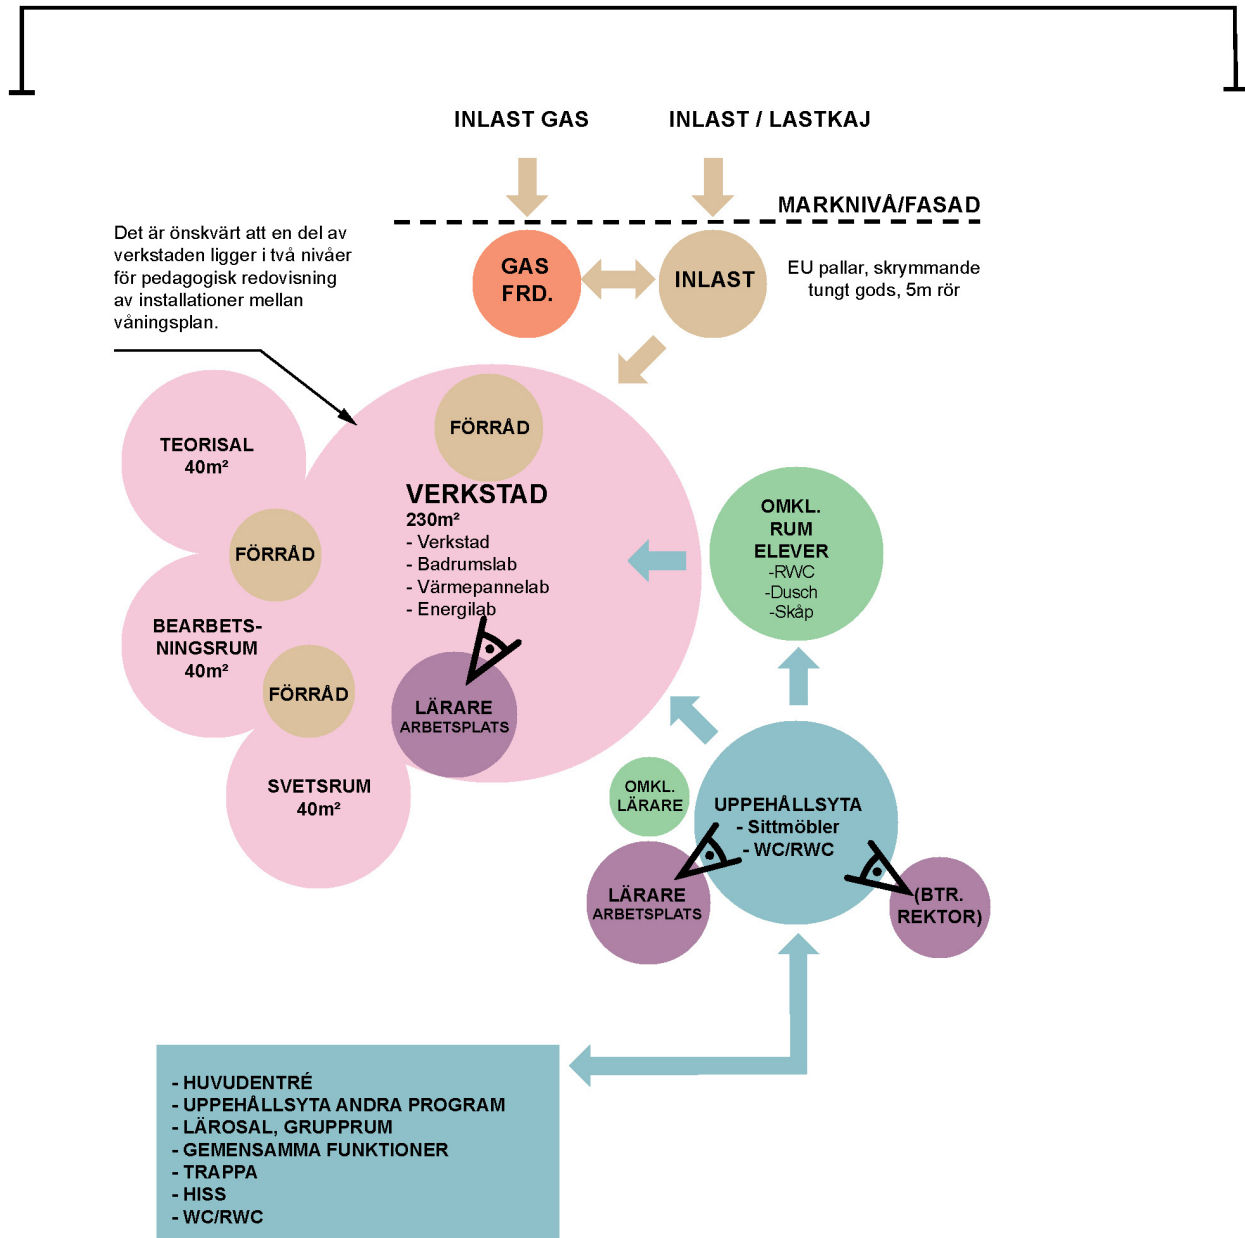 INLAST GAS
INLAST / LASTKAJ
MARKNIVÅ/FASAD
Det är önskvärt att en del av
verkstaden ligger i två nivåer
för pedagogisk redovisning
av installationer mellan
våningsplan.
GAS
FRD.
INLAST
EU pallar, skrymmande
tungt gods, 5m rör
FÖRRÅD
TEORISAL
40m²
VERKSTAD
230m²
- Verkstad
- Badrumslab
- Värmepannelab
- Energilab
OMKL.
RUM
ELEVER
-RWC
-Dusch
-Skåp
FÖRRÅD
BEARBETS-
NINGSRUM
40m²
FÖRRÅD
LÄRARE
ARBETSPLATS
SVETSRUM
40m²
OMKL.
LÄRARE
UPPEHÅLLSYTA
- Sittmöbler
- WC/RWC
LÄRARE
ARBETSPLATS
(BTR.
REKTOR)
- HUVUDENTRÉ
- UPPEHÅLLSYTA ANDRA PROGRAM
- LÄROSAL, GRUPPRUM
- GEMENSAMMA FUNKTIONER
- TRAPPA
- HISS
- WC/RWC